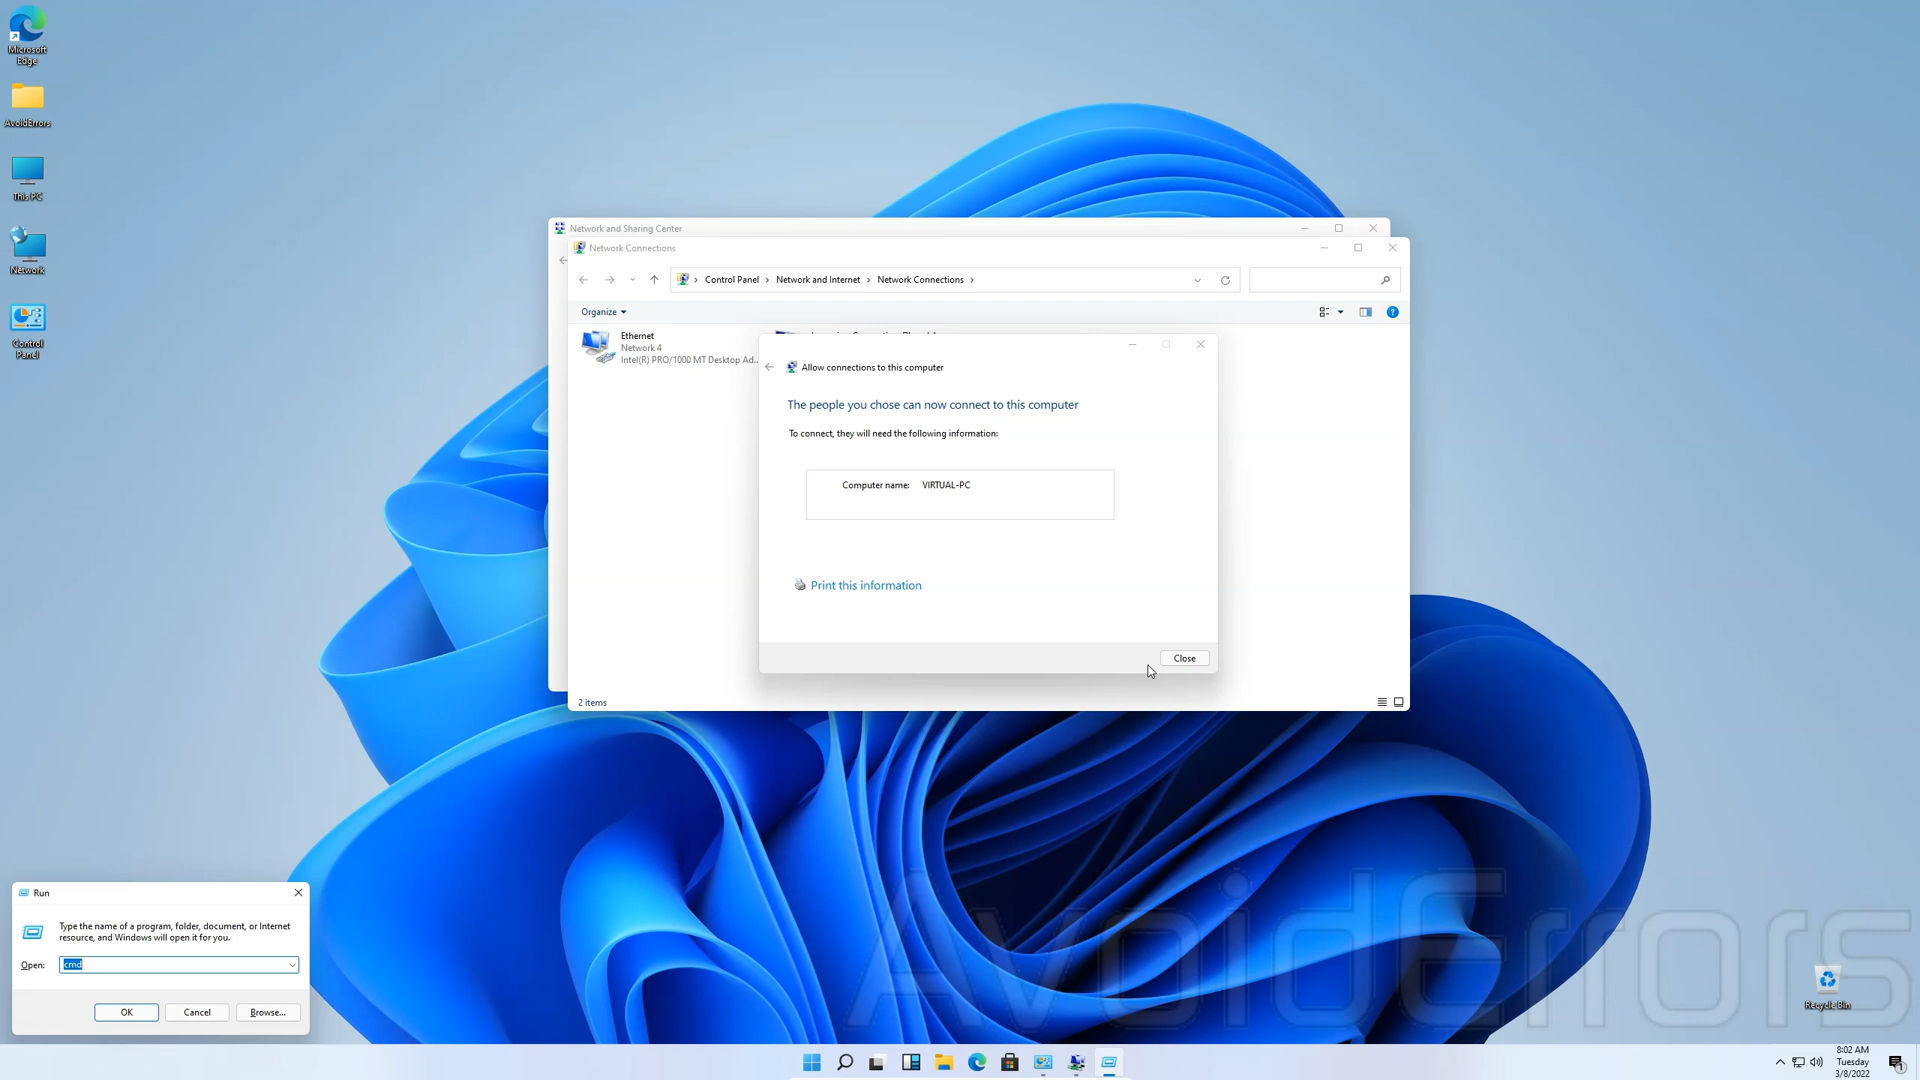 Microsoft
Edge
AvoidErrors
This PC
Network
Control
Panel
Network and Sharing Center
Network Connections
Control Panel
Network and Internet
Network Connections
Organize
Ethernet
Network 4
Intel(R) PRO/1000 MT Desktop Ad...
Allow connections to this computer
The people you chose can now connect to this computer
To connect, they will need the following information:
Computer name: VIRTUAL-PC
Print this information
Close
2 items
Run
Type the name of a program, folder, document, or Internet
resource, and Windows will open it for you.
Open: cmd
OK
Cancel
Browse...
AvoidErrors
Recycle Bin
8:02 AM
Tuesday
3/8/2022
1